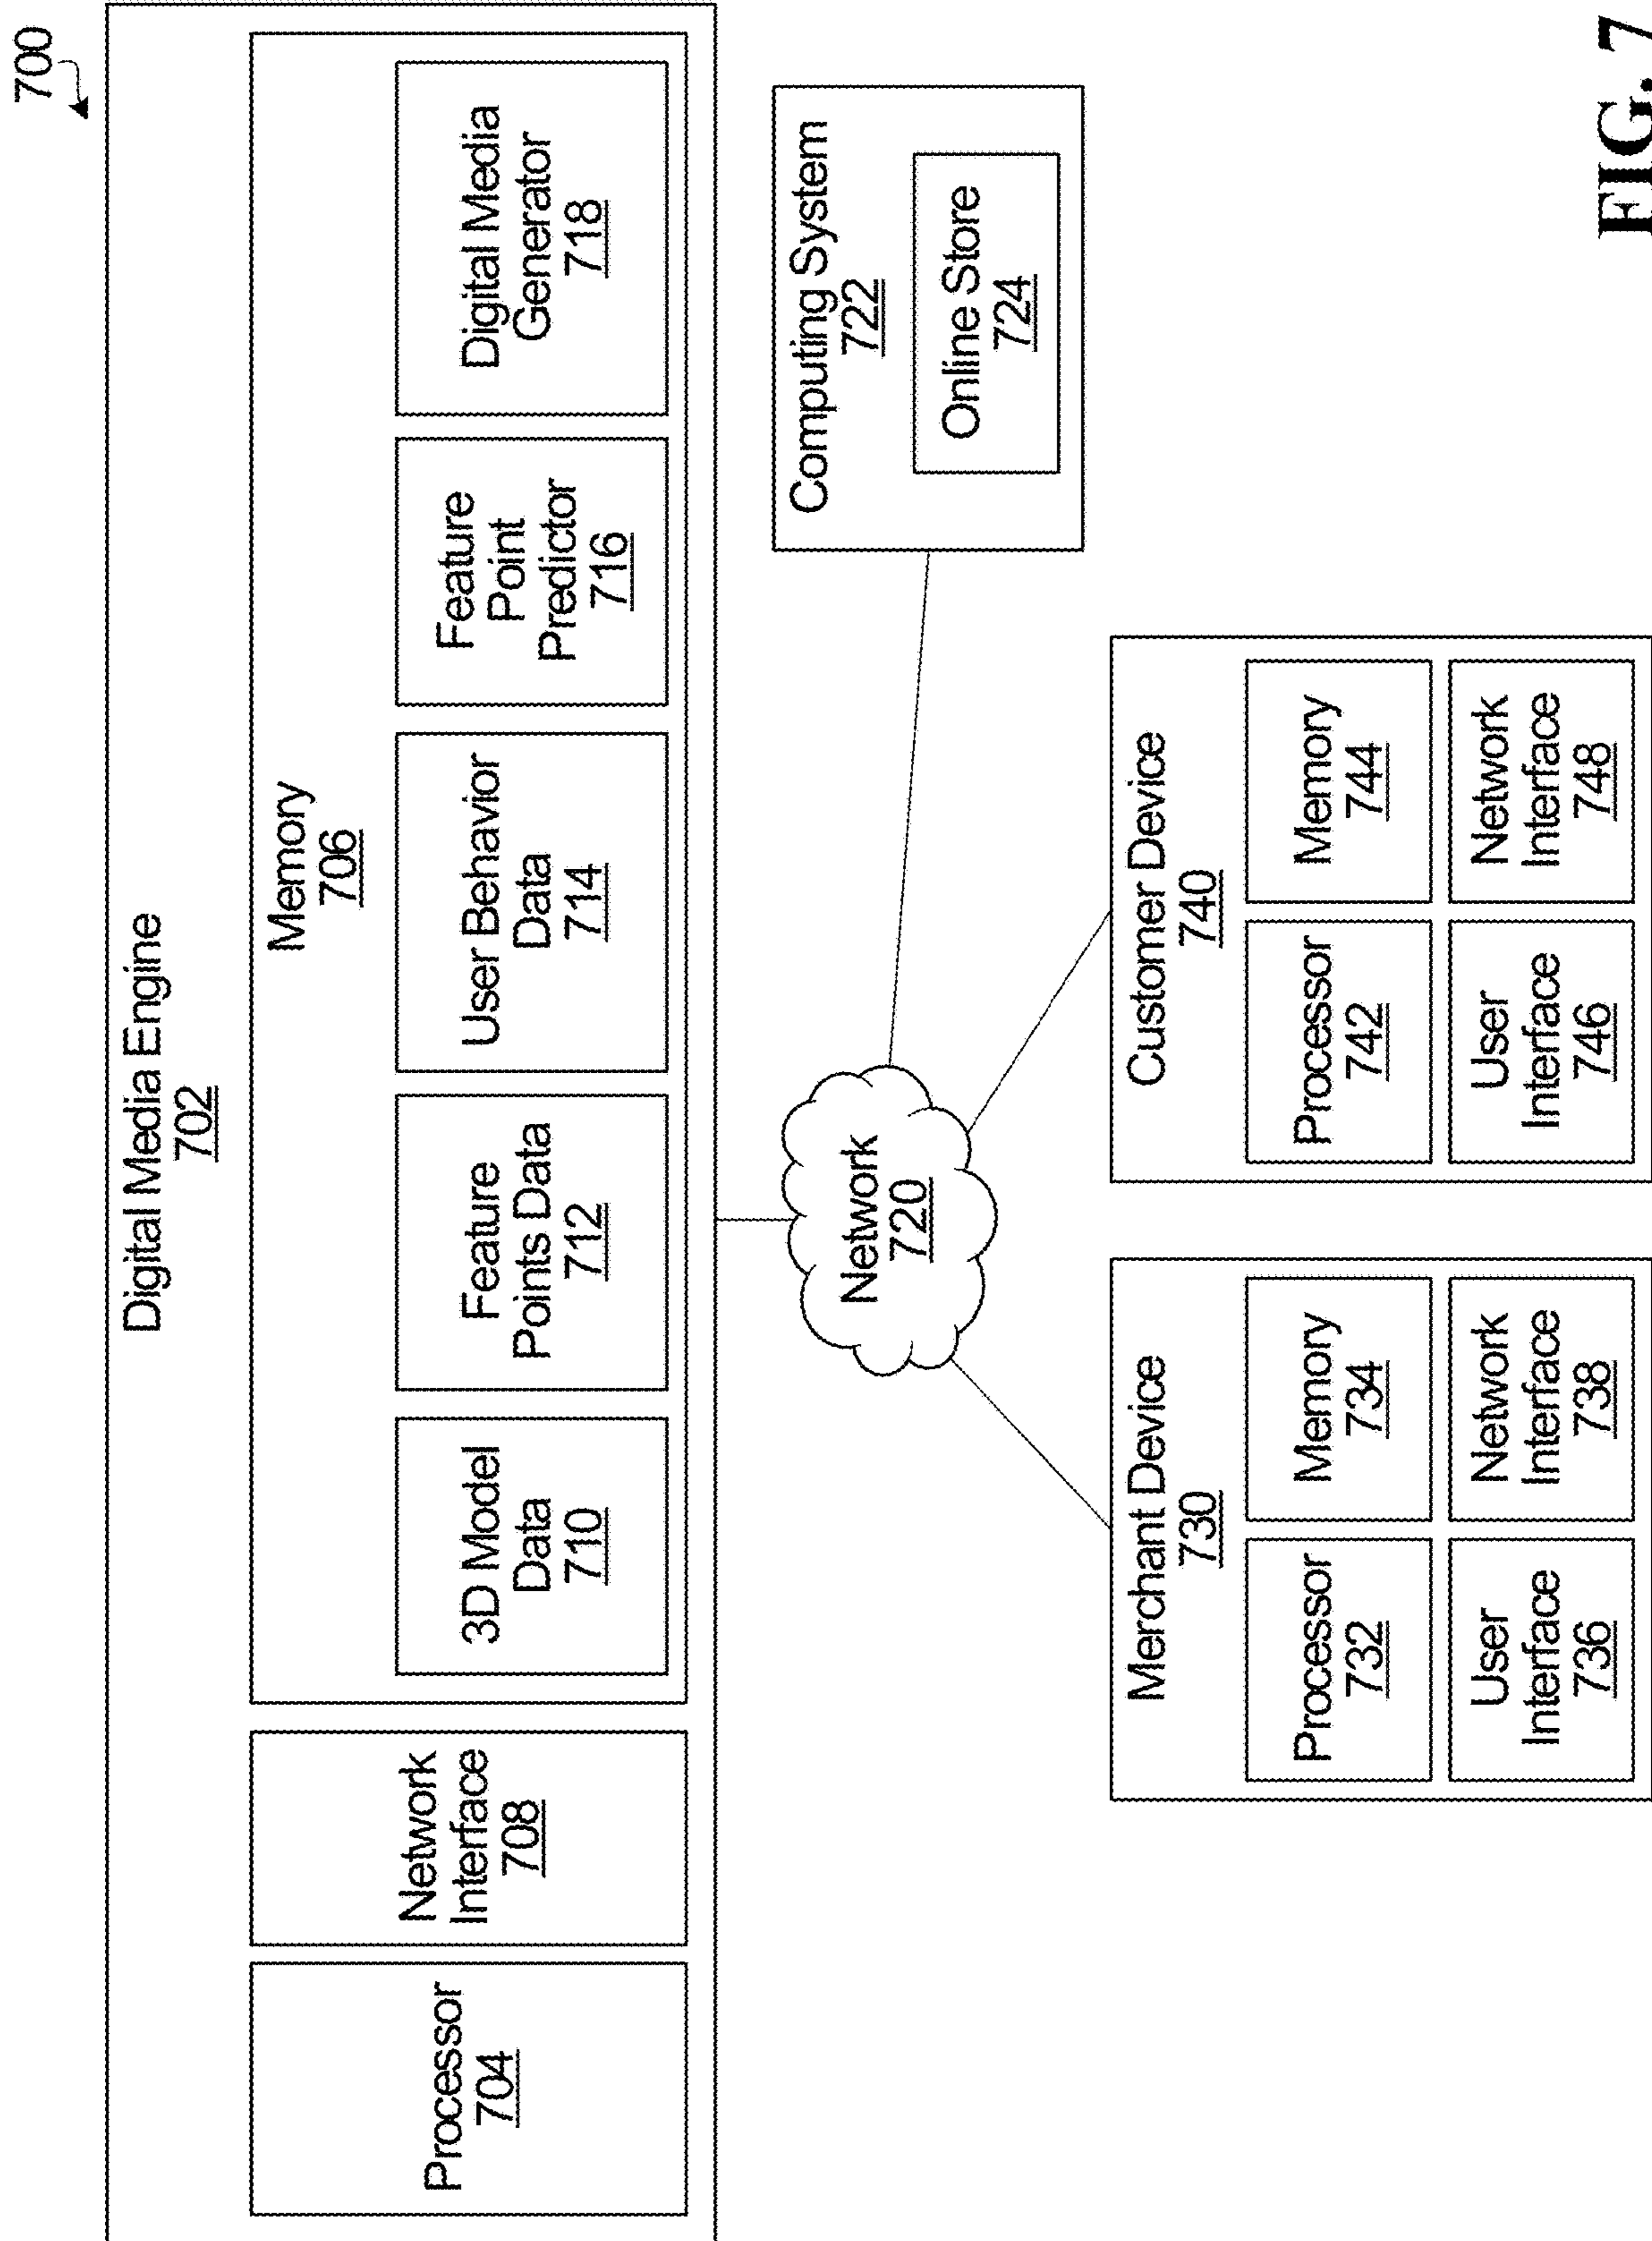 700
Digital Media Engine
702
Processor
704
Network
Interface
708
Memory
706
3D Model
Data
710
Feature
Points Data
712
User Behavior
Data
714
Feature
Point
Predictor
716
Digital Media
Generator
718
Network
720
Computing System
722
Online Store
724
Merchant Device
730
Processor
732
Memory
734
User
Interface
736
Network
Interface
738
Customer Device
740
Processor
742
Memory
744
User
Interface
746
Network
Interface
748
FIG. 7